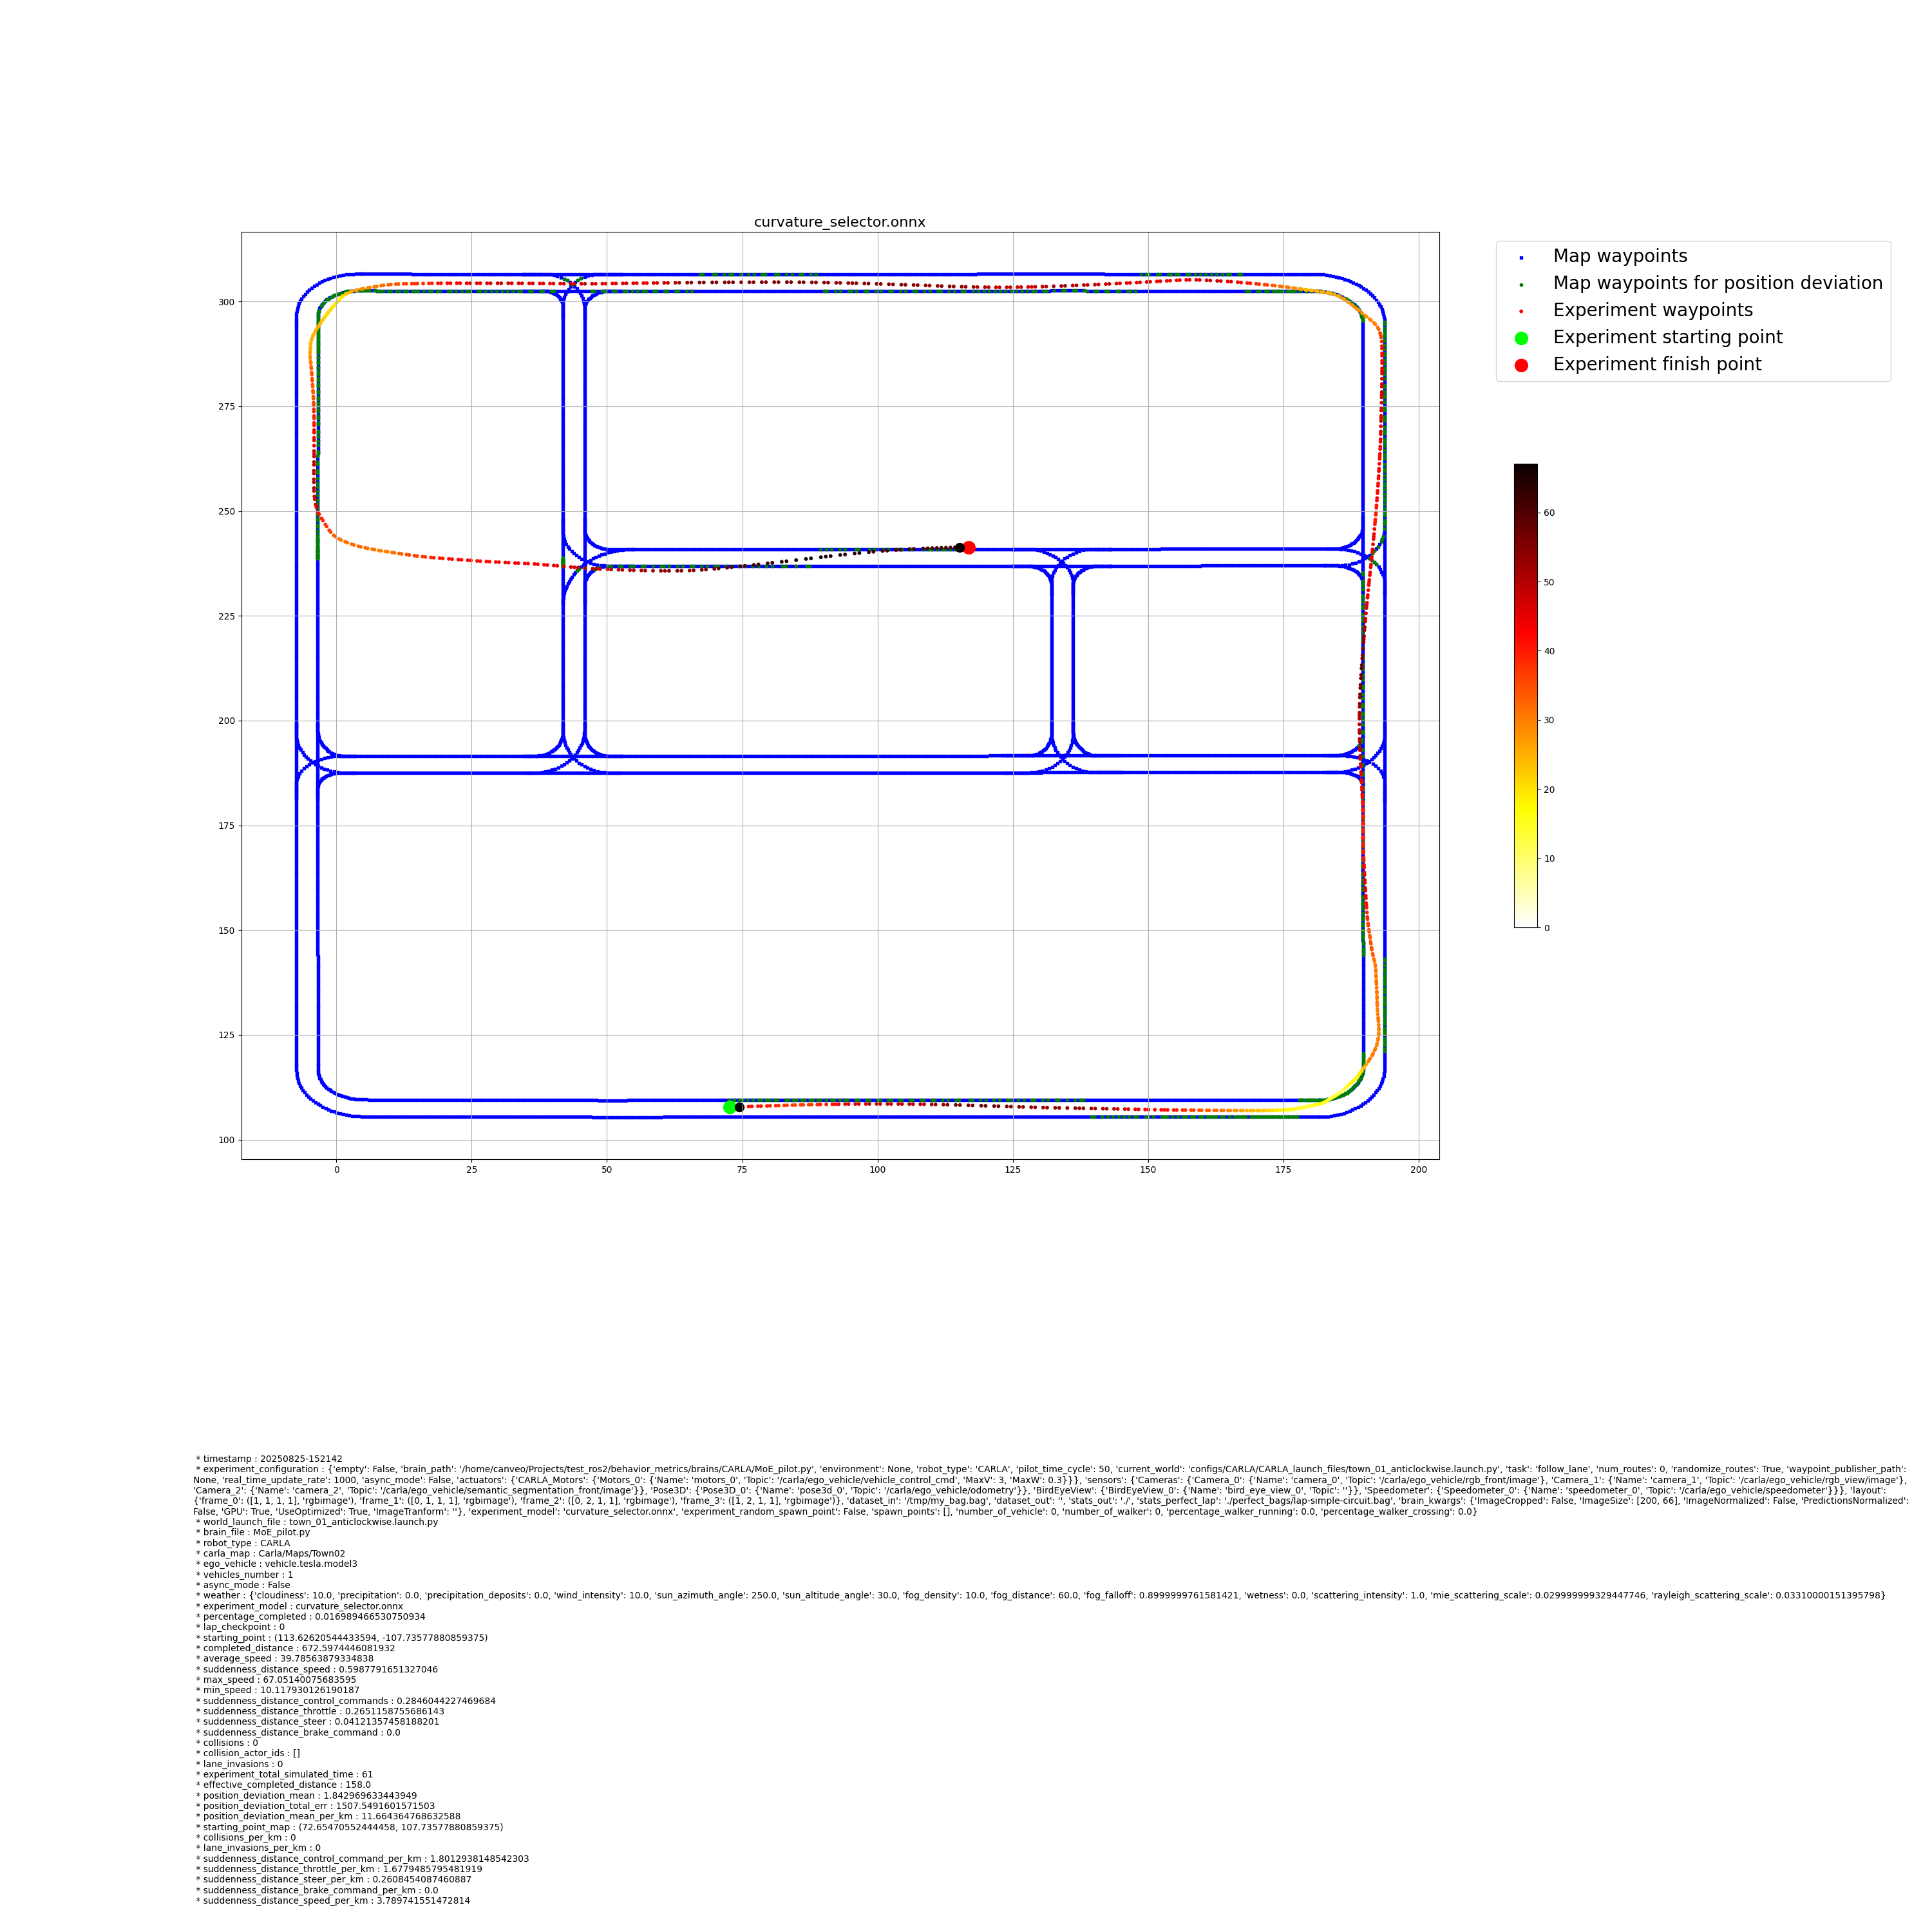 curvature_selector.onnx
Map waypoints
Map waypoints for position deviation
Experiment waypoints
Experiment starting point
Experiment finish point
300
275
250
225
200
175
150
125
100
0
25
50
75
100
125
150
175
200
60
50
40
30
20
10
0
* timestamp : 20250825-152142
* experiment_configuration : {'empty': False, 'brain_path': '/home/canveo/Projects/test_ros2/behavior_metrics/brains/CARLA/MoE_pilot.py', 'environment': None, 'robot_type': 'CARLA', 'pilot_time_cycle': 50, 'current_world': 'configs/CARLA/CARLA_launch_files/town_01_anticlockwise.launch.py', 'task': 'follow_lane', 'num_routes': 0, 'randomize_routes': True, 'waypoint_publisher_path':
None, 'real_time_update_rate': 1000, 'async_mode': False, 'actuators': {'CARLA_Motors': {'Motors_0': {'Name': 'motors_0', 'Topic': '/carla/ego_vehicle/vehicle_control_cmd', 'MaxV': 3, 'MaxW': 0.3}}}, 'sensors': {'Cameras': {'Camera_0': {'Name': 'camera_0', 'Topic': '/carla/ego_vehicle/rgb_front/image'}, 'Camera_1': {'Name': 'camera_1', 'Topic': '/carla/ego_vehicle/rgb_view/image'},
'Camera_2': {'Name': 'camera_2', 'Topic': '/carla/ego_vehicle/semantic_segmentation_front/image'}}, 'Pose3D': {'Pose3D_0': {'Name': 'pose3d_0', 'Topic': '/carla/ego_vehicle/odometry'}}, 'BirdEyeView': {'BirdEyeView_0': {'Name': 'bird_eye_view_0', 'Topic': ''}}, 'Speedometer': {'Speedometer_0': {'Name': 'speedometer_0', 'Topic': '/carla/ego_vehicle/speedometer'}}}, 'layout':
{'frame_0': ([1, 1, 1, 1], 'rgbimage'), 'frame_1': ([0, 1, 1, 1], 'rgbimage'), 'frame_2': ([0, 2, 1, 1], 'rgbimage'), 'frame_3': ([1, 2, 1, 1], 'rgbimage')}, 'dataset_in': '/tmp/my_bag.bag', 'dataset_out': '', 'stats_out': './', 'stats_perfect_lap': './perfect_bags/lap-simple-circuit.bag', 'brain_kwargs': {'ImageCropped': False, 'ImageSize': [200, 66], 'ImageNormalized': False, 'PredictionsNormalized':
False, 'GPU': True, 'UseOptimized': True, 'ImageTranform': ''}, 'experiment_model': 'curvature_selector.onnx', 'experiment_random_spawn_point': False, 'spawn_points': [], 'number_of_vehicle': 0, 'number_of_walker': 0, 'percentage_walker_running': 0.0, 'percentage_walker_crossing': 0.0}
* world_launch_file : town_01_anticlockwise.launch.py
* brain_file : MoE_pilot.py
* robot_type : CARLA
* carla_map : Carla/Maps/Town02
* ego_vehicle : vehicle.tesla.model3
* vehicles_number : 1
* async_mode : False
* weather : {'cloudiness': 10.0, 'precipitation': 0.0, 'precipitation_deposits': 0.0, 'wind_intensity': 10.0, 'sun_azimuth_angle': 250.0, 'sun_altitude_angle': 30.0, 'fog_density': 10.0, 'fog_distance': 60.0, 'fog_falloff': 0.8999999761581421, 'wetness': 0.0, 'scattering_intensity': 1.0, 'mie_scattering_scale': 0.029999999329447746, 'rayleigh_scattering_scale': 0.03310000151395798}
* experiment_model : curvature_selector.onnx
* percentage_completed : 0.016989466530750934
* lap_checkpoint : 0
* starting_point : (113.62620544433594, -107.73577880859375)
* completed_distance : 672.5974446081932
* average_speed : 39.78563879334838
* suddenness_distance_speed : 0.5987791651327046
* max_speed : 67.05140075683595
* min_speed : 10.117930126190187
* suddenness_distance_control_commands : 0.2846044227469684
* suddenness_distance_throttle : 0.2651158755686143
* suddenness_distance_steer : 0.04121357458188201
* suddenness_distance_brake_command : 0.0
* collisions : 0
* collision_actor_ids : []
* lane_invasions : 0
* experiment_total_simulated_time : 61
* effective_completed_distance : 158.0
* position_deviation_mean : 1.842969633443949
* position_deviation_total_err : 1507.5491601571503
* position_deviation_mean_per_km : 11.664364768632588
* starting_point_map : (72.65470552444458, 107.73577880859375)
* collisions_per_km : 0
* lane_invasions_per_km : 0
* suddenness_distance_control_command_per_km : 1.8012938148542303
* suddenness_distance_throttle_per_km : 1.6779485795481919
* suddenness_distance_steer_per_km : 0.2608454087460887
* suddenness_distance_brake_command_per_km : 0.0
* suddenness_distance_speed_per_km : 3.789741551472814